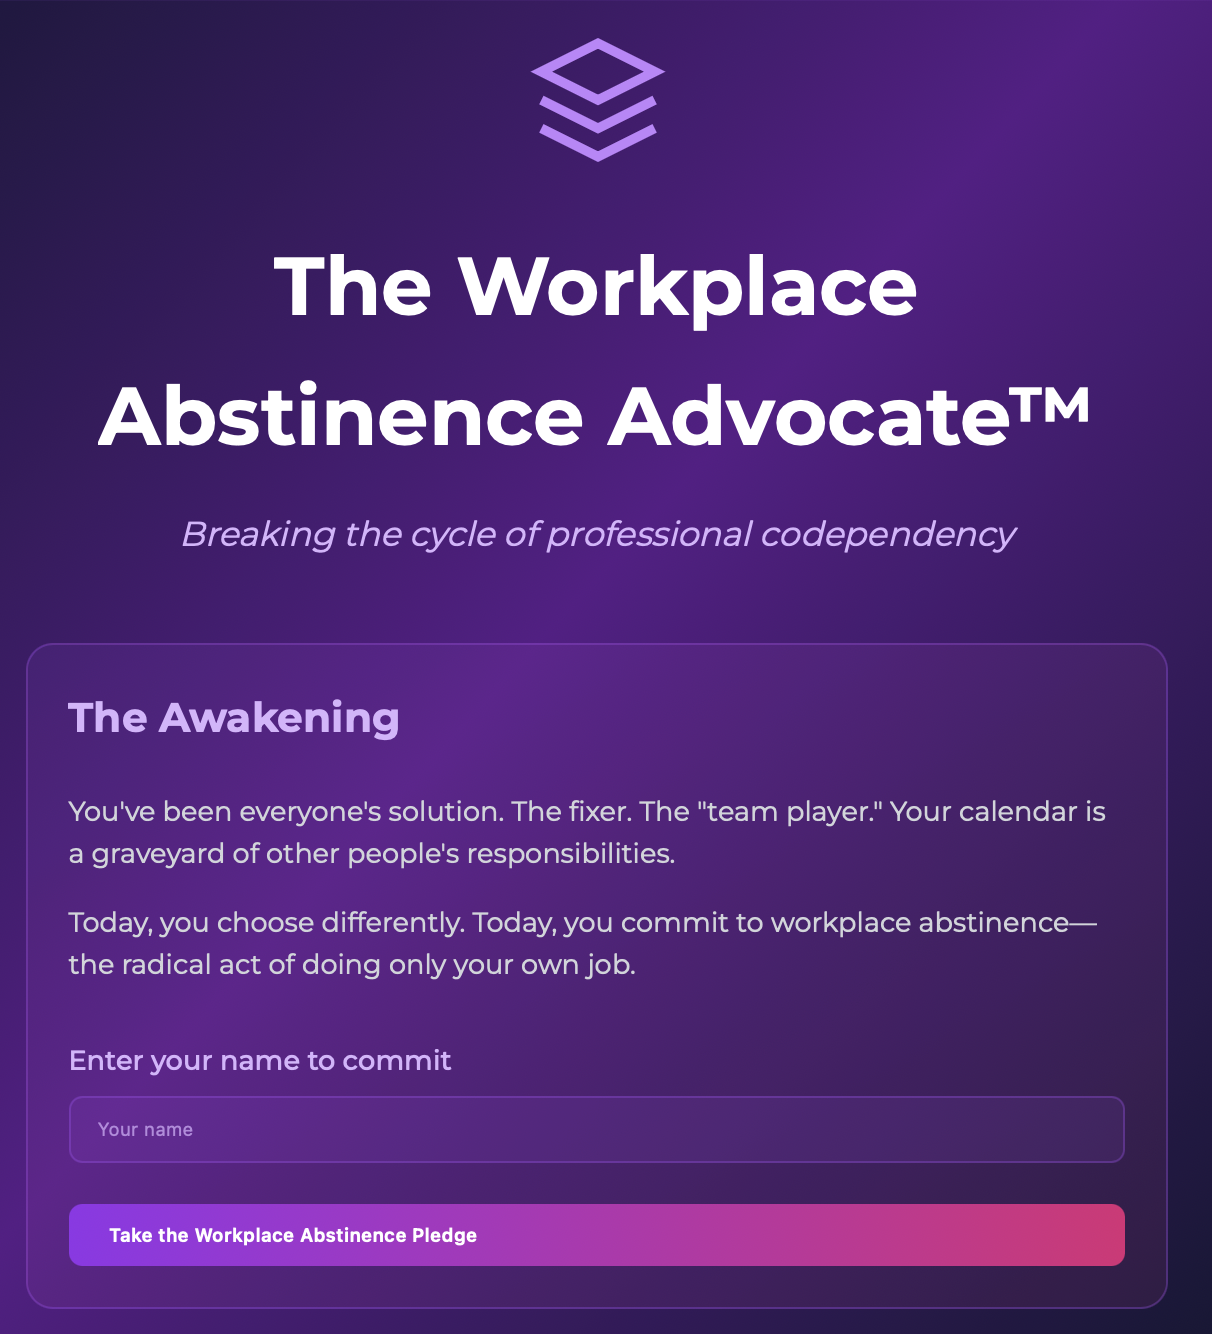 The Workplace
Abstinence Advocate™
Breaking the cycle of professional codependency
The Awakening
You've been everyone's solution. The fixer. The "team player." Your calendar is
a graveyard of other people's responsibilities.
Today, you choose differently. Today, you commit to workplace abstinence—
the radical act of doing only your own job.
Enter your name to commit
Your name
Take the Workplace Abstinence Pledge